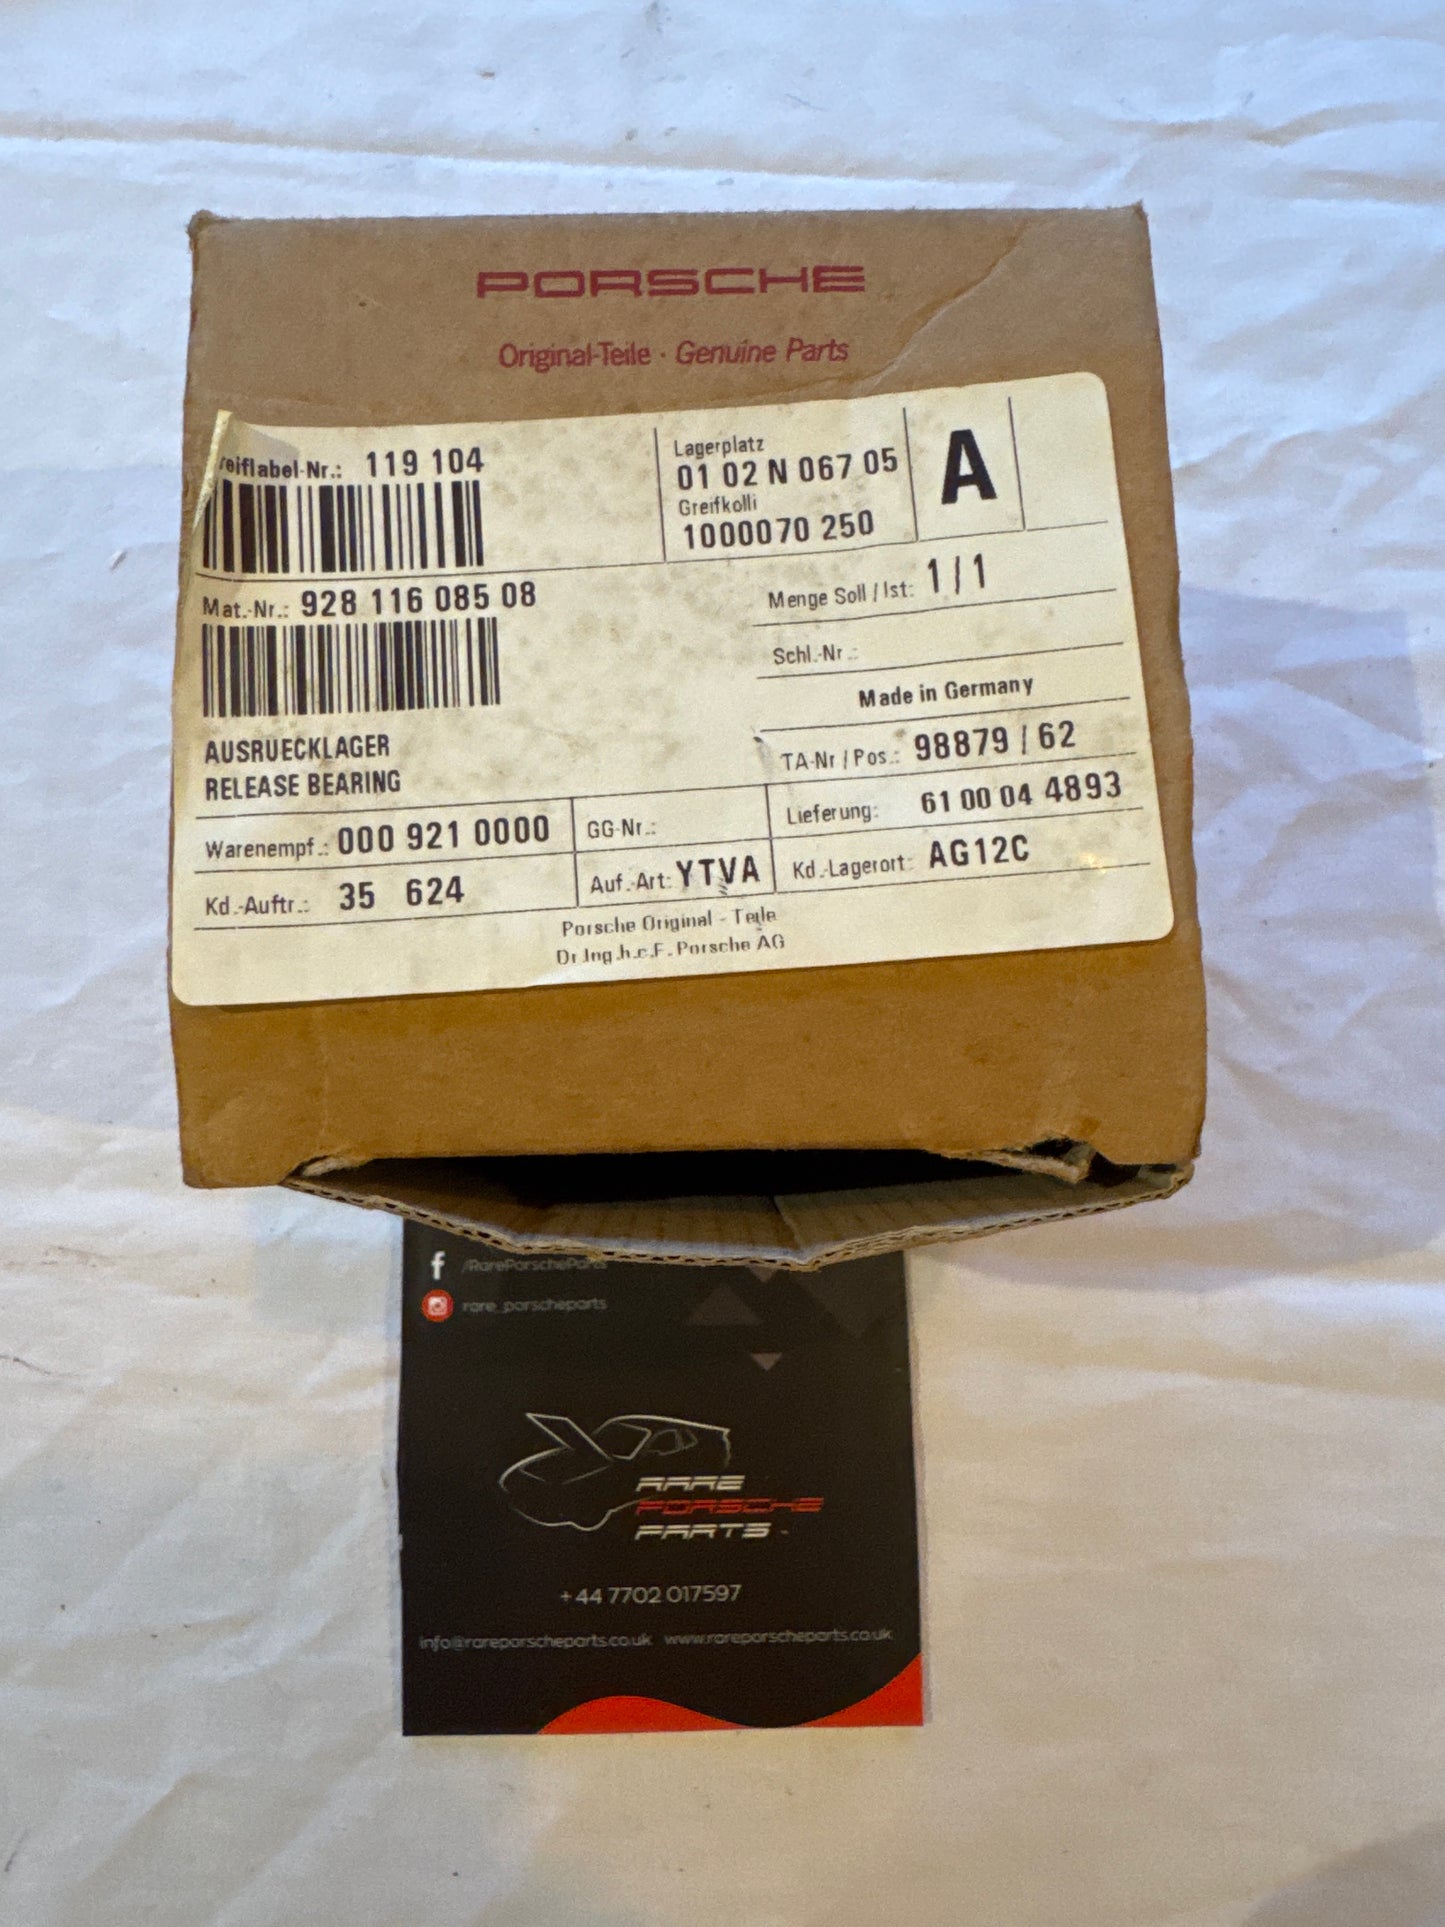 PORSCHE
Original-Teile · Genuine Parts
eiflabel-Nr.: 119 104
Lagerplatz
01 02 N 067 05
Greifkolli
1000070 250
A
Mat.-Nr.: 928 116 085 08
Menge Soll / Ist: 1 / 1
Schl.-Nr.:
Made in Germany
AUSRUECKLAGER
RELEASE BEARING
TA-Nr / Pos.: 98879 / 62
Warenempf.: 000 921 0000
GG-Nr.:
Lieferung: 61 00 04 4893
Kd.-Auftr.: 35 624
Auf.-Art: YTVA
Kd.-Lagerort: AG12C
Porsche Original - Teile
Dr.Ing.h.c.F. Porsche AG
f /RarePorscheParts
rare_porscheparts
RARE
PORSCHE
PARTS
+44 7702 017597
info@rareporscheparts.co.uk www.rareporscheparts.co.uk